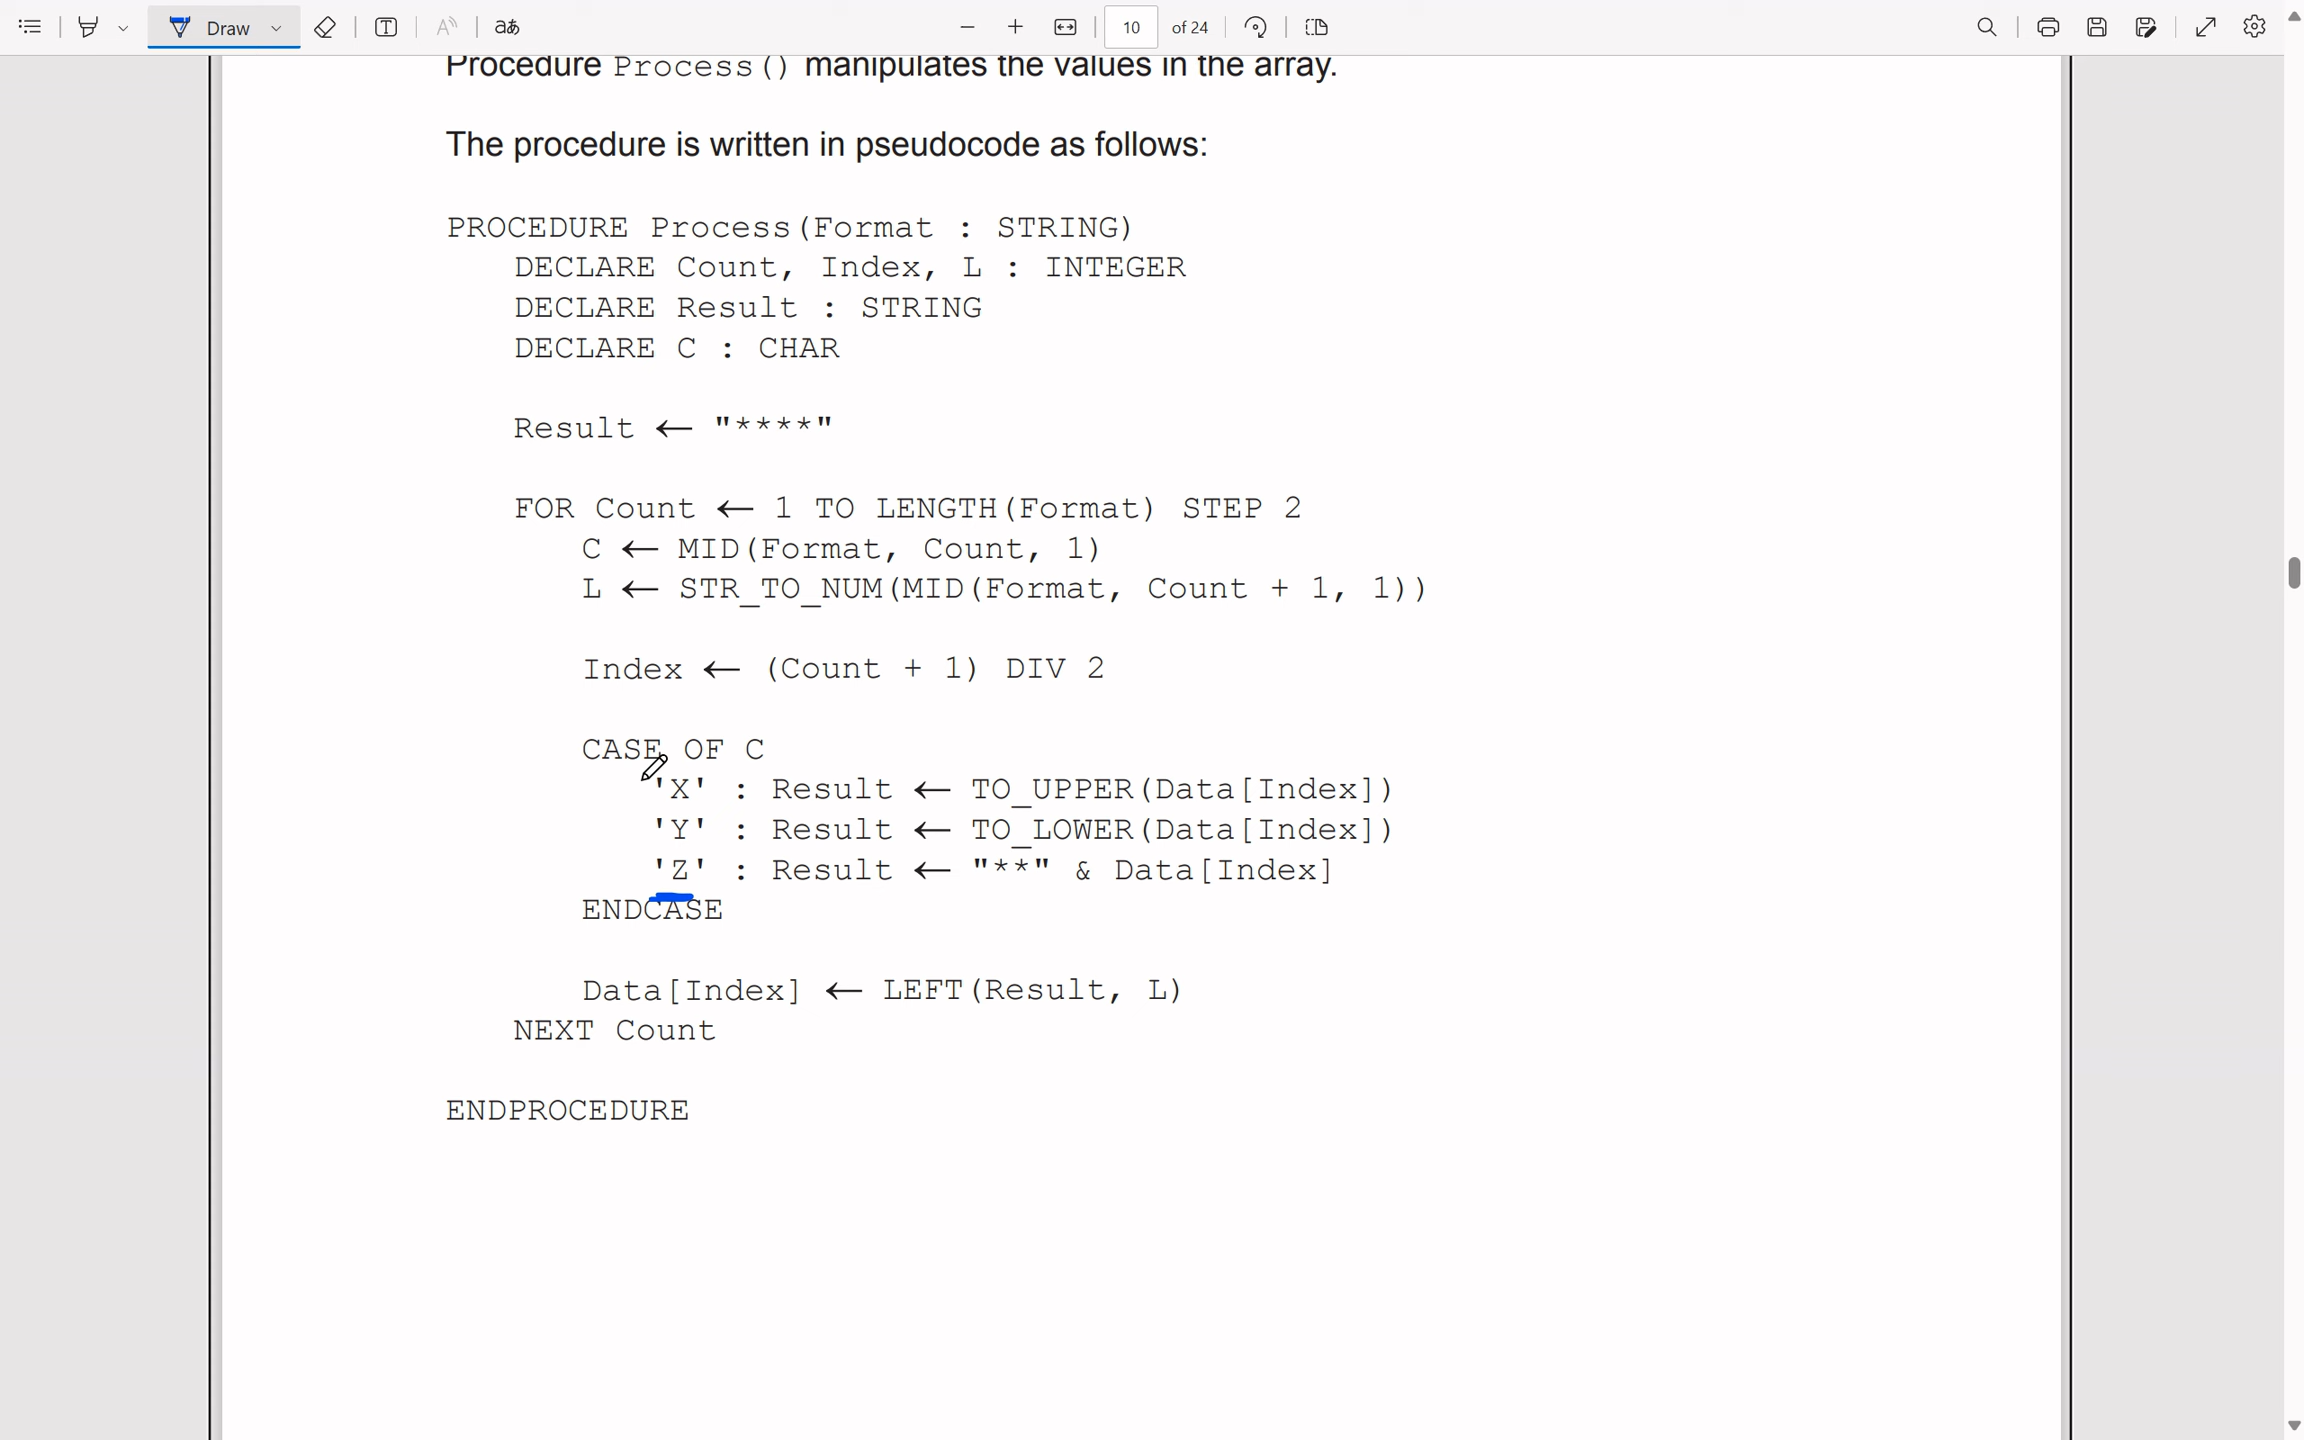 Draw
T
A
aあ
10 of 24
Procedure Process() manipulates the values in the array.
The procedure is written in pseudocode as follows:
PROCEDURE Process(Format : STRING)
DECLARE Count, Index, L : INTEGER
DECLARE Result : STRING
DECLARE C : CHAR
Result ← "****"
FOR Count ← 1 TO LENGTH(Format) STEP 2
C ← MID(Format, Count, 1)
L ← STR_TO_NUM(MID(Format, Count + 1, 1))
Index ← (Count + 1) DIV 2
CASE OF C
'X' : Result ← TO_UPPER(Data[Index])
'Y' : Result ← TO_LOWER(Data[Index])
'Z' : Result ← "**" & Data[Index]
ENDCASE
Data[Index] ← LEFT(Result, L)
NEXT Count
ENDPROCEDURE